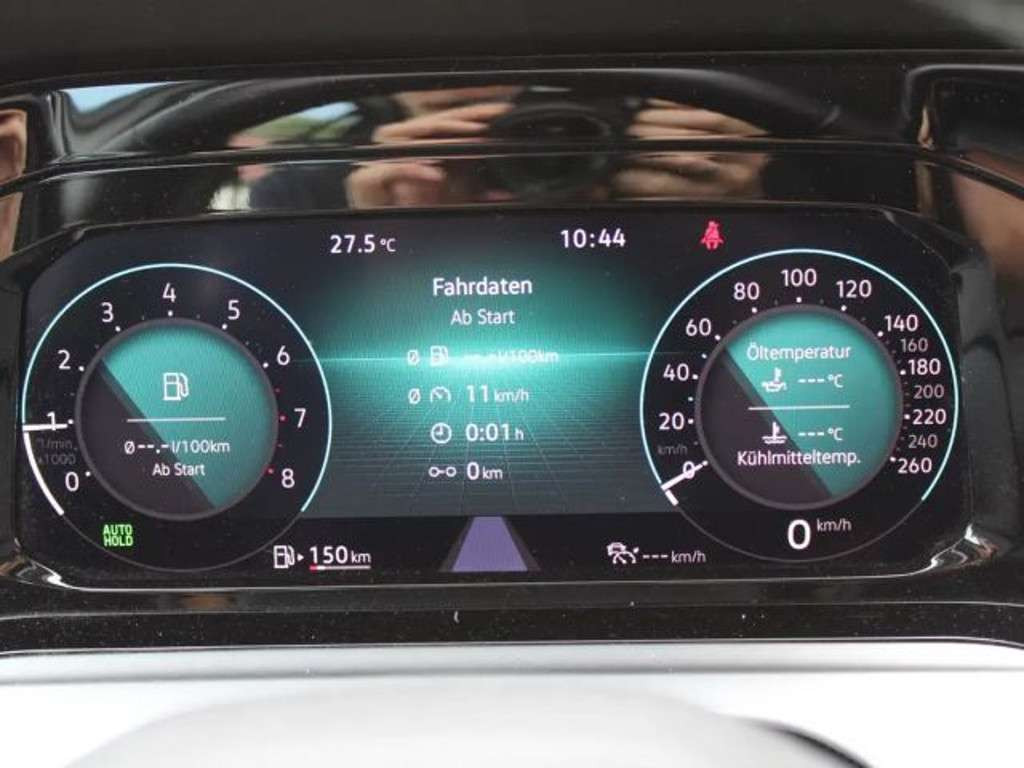 27.5 °C
10:44
Fahrdaten
Ab Start
Ø --.-l/100km
Ø 11 km/h
0:01 h
0 km
0
1
2
3
4
5
6
7
8
1/min
x1000
Ø--.-l/100km
Ab Start
AUTO
HOLD
150 km
--- km/h
0
20
40
60
80
100
120
140
160
180
200
220
240
260
km/h
Öltemperatur
--- °C
--- °C
Kühlmitteltemp.
0 km/h